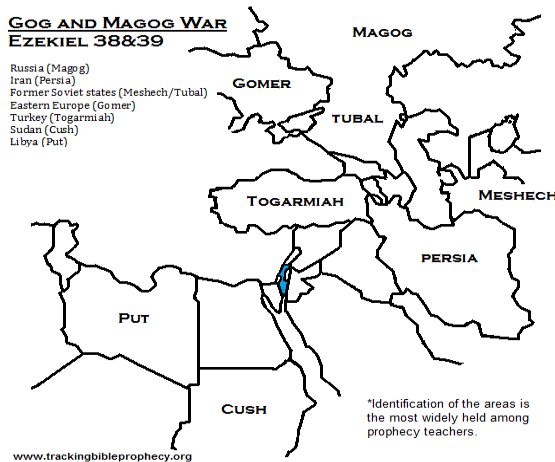 Gog and Magog War
Ezekiel 38&39
Russia (Magog)
Iran (Persia)
Former Soviet states (Meshech/Tubal)
Eastern Europe (Gomer)
Turkey (Togarmiah)
Sudan (Cush)
Libya (Put)
Magog
Gomer
Tubal
Togarmiah
Meshech
Persia
Put
Cush
*Identification of the areas is
the most widely held among
prophecy teachers.
www.trackingbibleprophecy.org